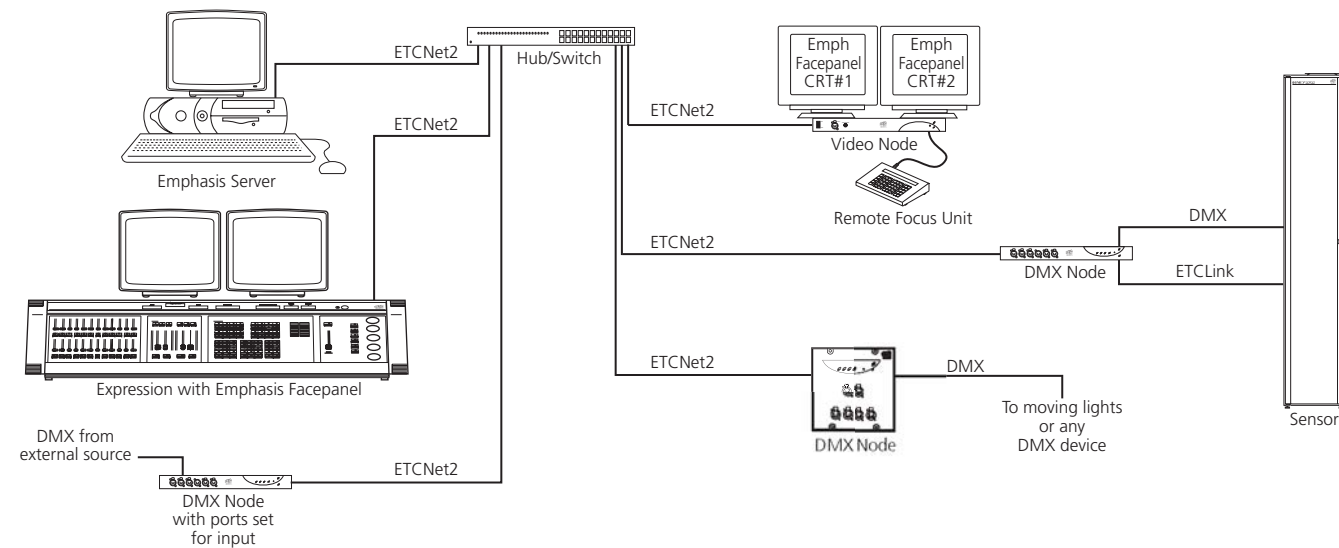 ETCNet2
Hub/Switch
Emphasis Server
ETCNet2
Expression with Emphasis Facepanel
DMX from
external source
ETCNet2
DMX Node
with ports set
for input
ETCNet2
Emph
Facepanel
CRT#1
Emph
Facepanel
CRT#2
Video Node
Remote Focus Unit
ETCNet2
DMX Node
DMX
ETCLink
Sensor
ETCNet2
DMX Node
DMX
To moving lights
or any
DMX device